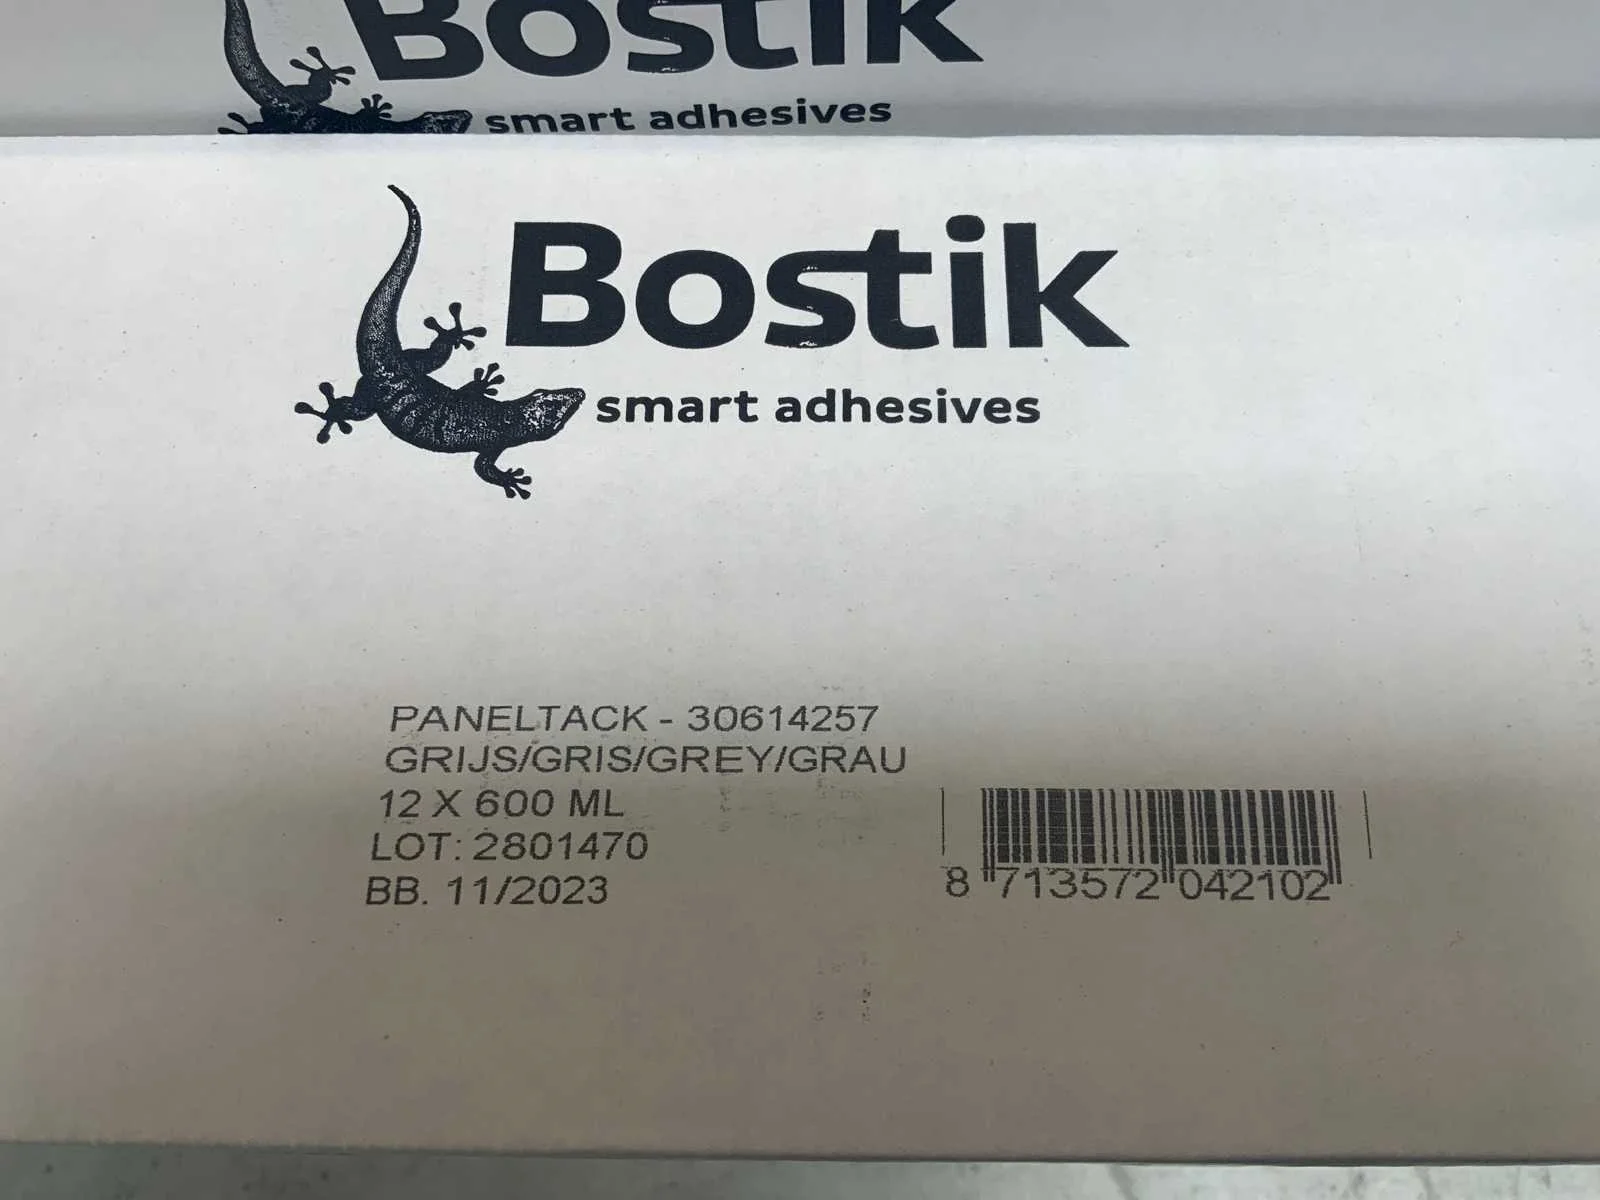 Bostik
smart adhesives
Bostik
smart adhesives
PANELTACK - 30614257
GRIJS/GRIS/GREY/GRAU
12 X 600 ML
LOT: 2801470
BB. 11/2023
8 713572 042102